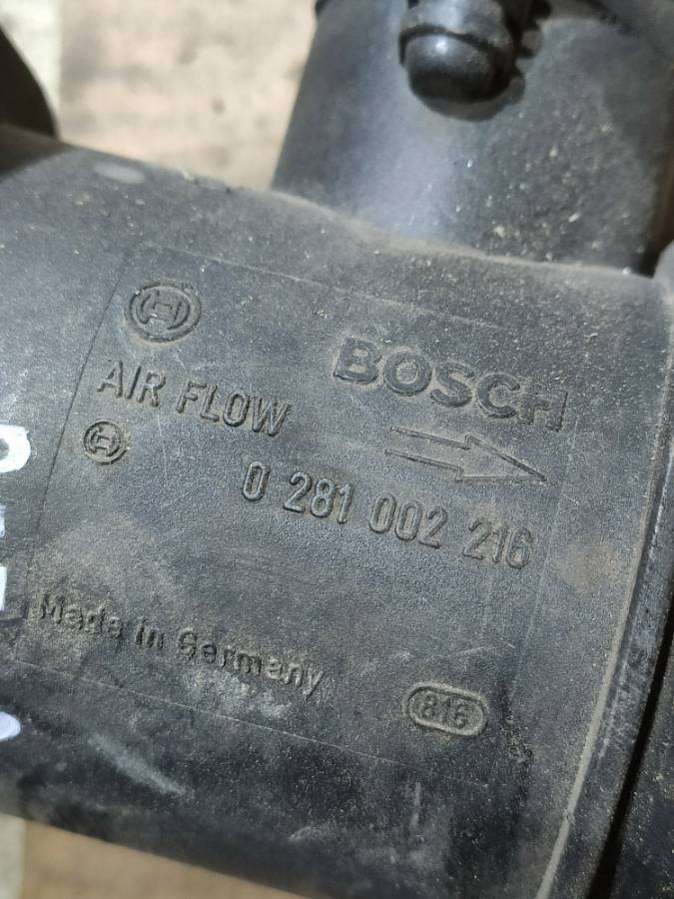 BOSCH
AIR FLOW
0 281 002 216
Made in Germany
816